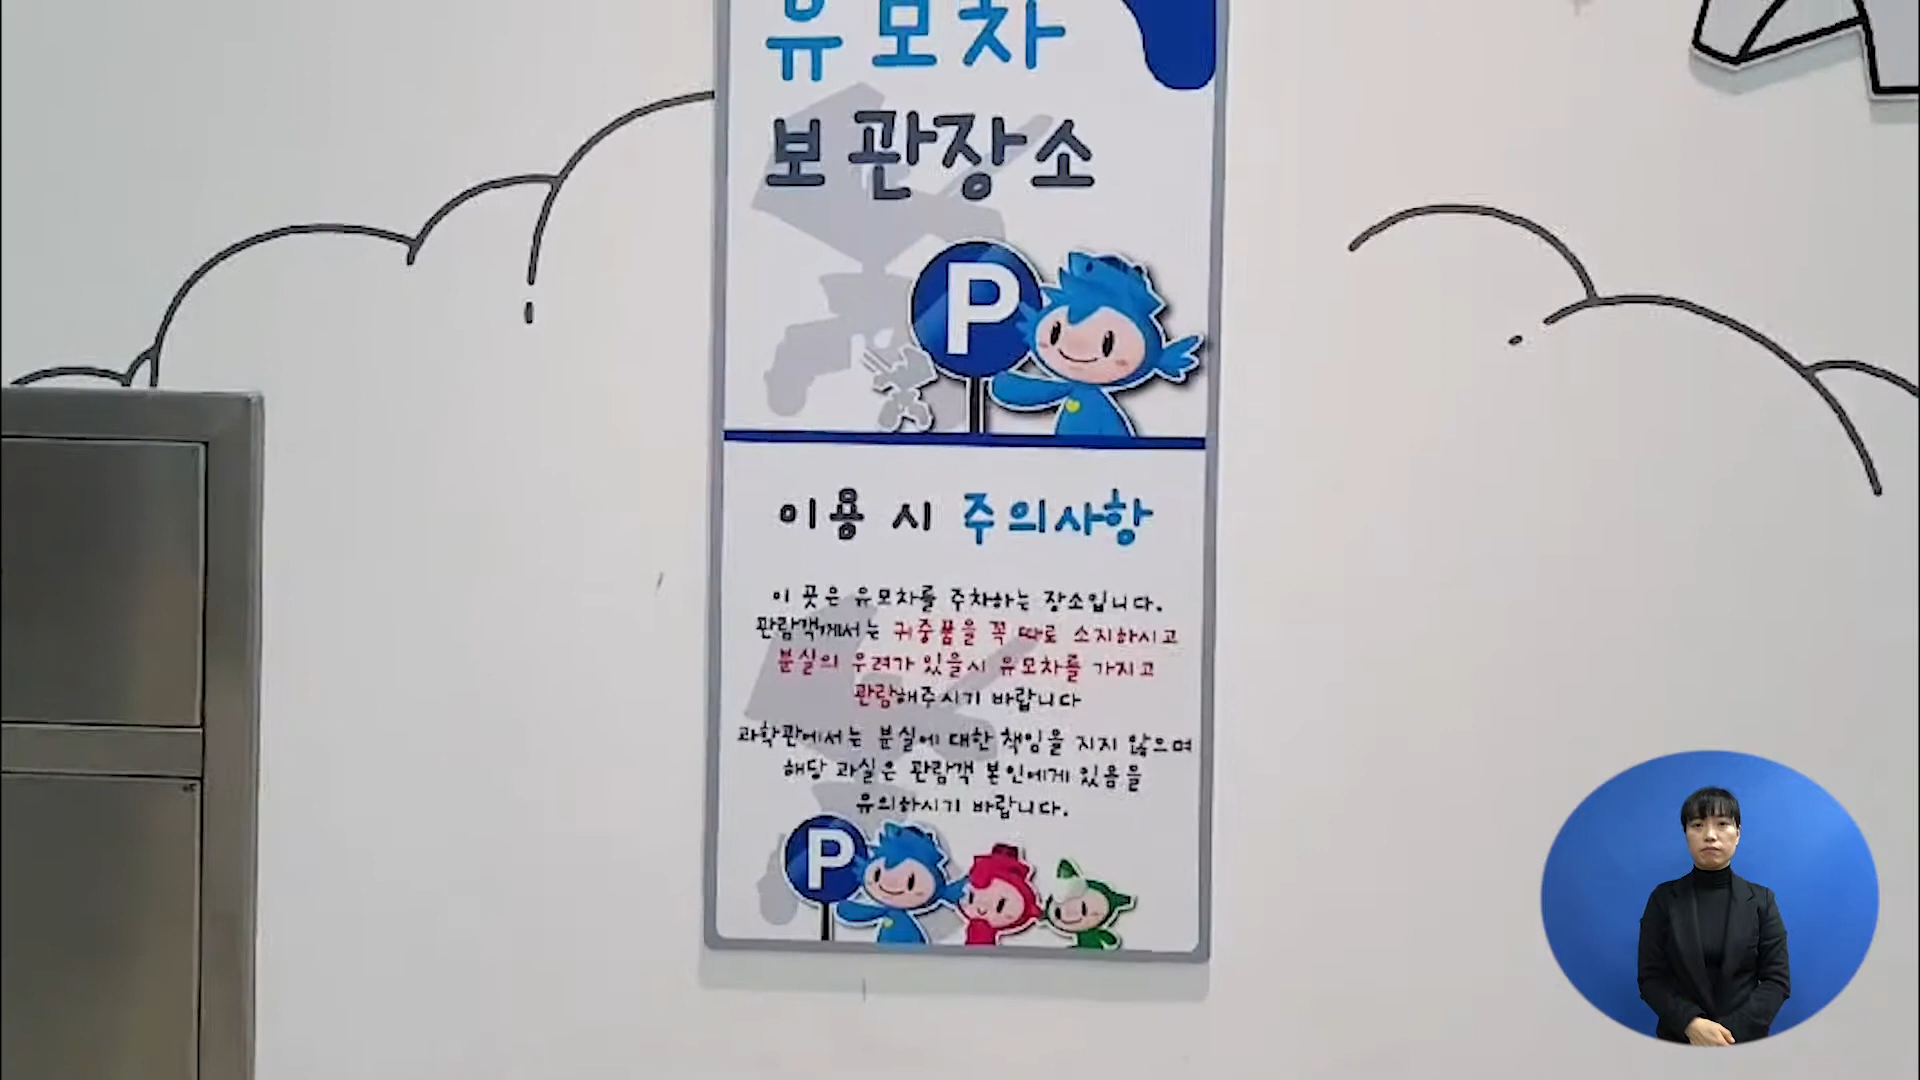 유모차
보관장소
P
이용 시 주의사항
이 곳은 유모차를 주차하는 장소입니다.
관람객께서는 귀중품을 꼭 따로 소지하시고
분실의 우려가 있을시 유모차를 가지고
관람해주시기 바랍니다
과학관에서는 분실에 대한 책임을 지지 않으며
해당 과실은 관람객 본인에게 있음을
유의하시기 바랍니다.
P